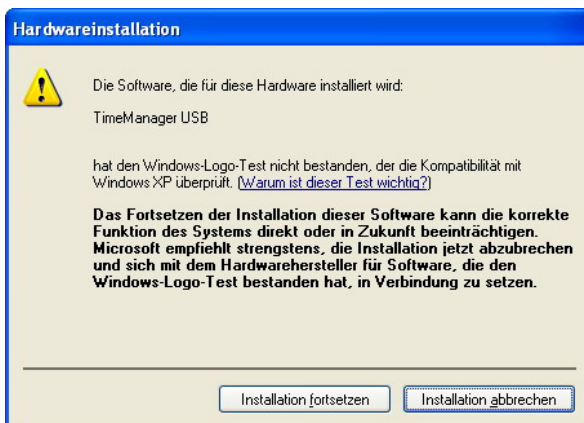 Hardwareinstallation
Die Software, die für diese Hardware installiert wird:
TimeManager USB
hat den Windows-Logo-Test nicht bestanden, der die Kompatibilität mit
Windows XP überprüft. (Warum ist dieser Test wichtig?)
Das Fortsetzen der Installation dieser Software kann die korrekte
Funktion des Systems direkt oder in Zukunft beeinträchtigen.
Microsoft empfiehlt strengstens, die Installation jetzt abzubrechen
und sich mit dem Hardwarehersteller für Software, die den
Windows-Logo-Test bestanden hat, in Verbindung zu setzen.
Installation fortsetzen Installation abbrechen